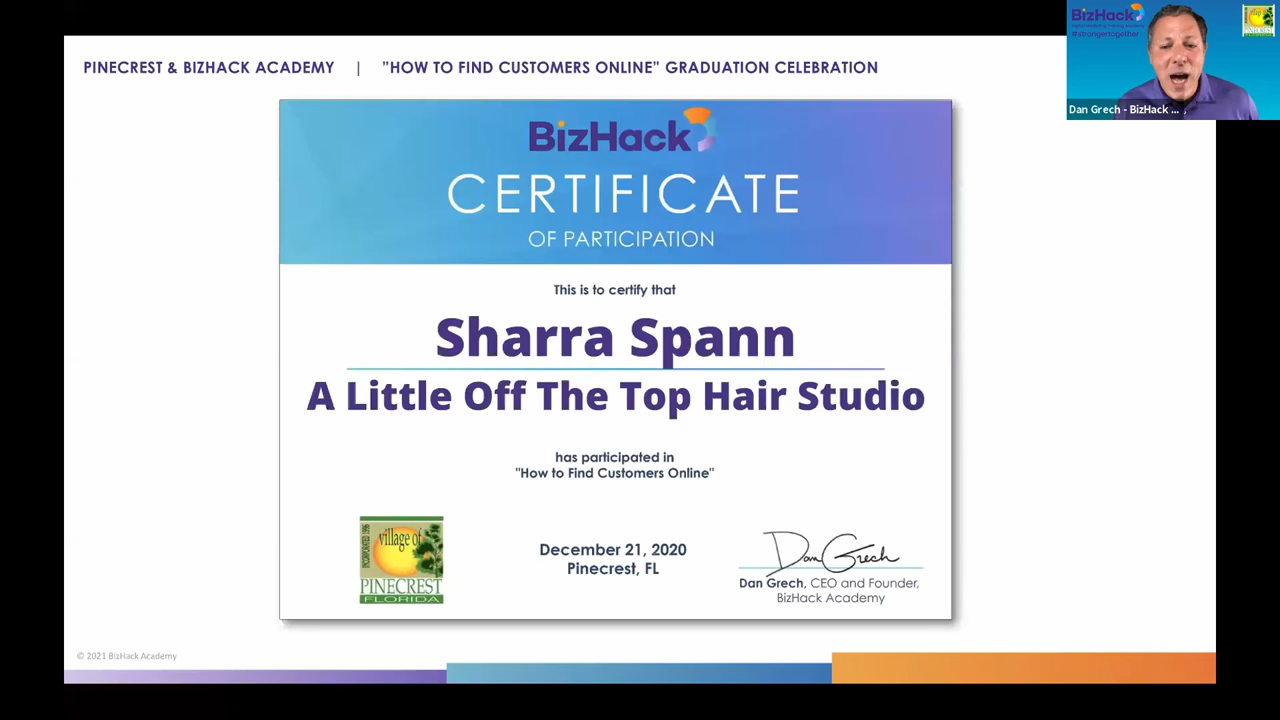 PINECREST & BIZHACK ACADEMY | "HOW TO FIND CUSTOMERS ONLINE" GRADUATION CELEBRATION
BizHack
#strongertogether
Dan Grech - BizHack ...
BizHack
CERTIFICATE
OF PARTICIPATION
This is to certify that
Sharra Spann
A Little Off The Top Hair Studio
has participated in
"How to Find Customers Online"
INCORPORATED 1996
village of
PINECREST
FLORIDA
December 21, 2020
Pinecrest, FL
Dan Grech
Dan Grech, CEO and Founder,
BizHack Academy
© 2021 BizHack Academy